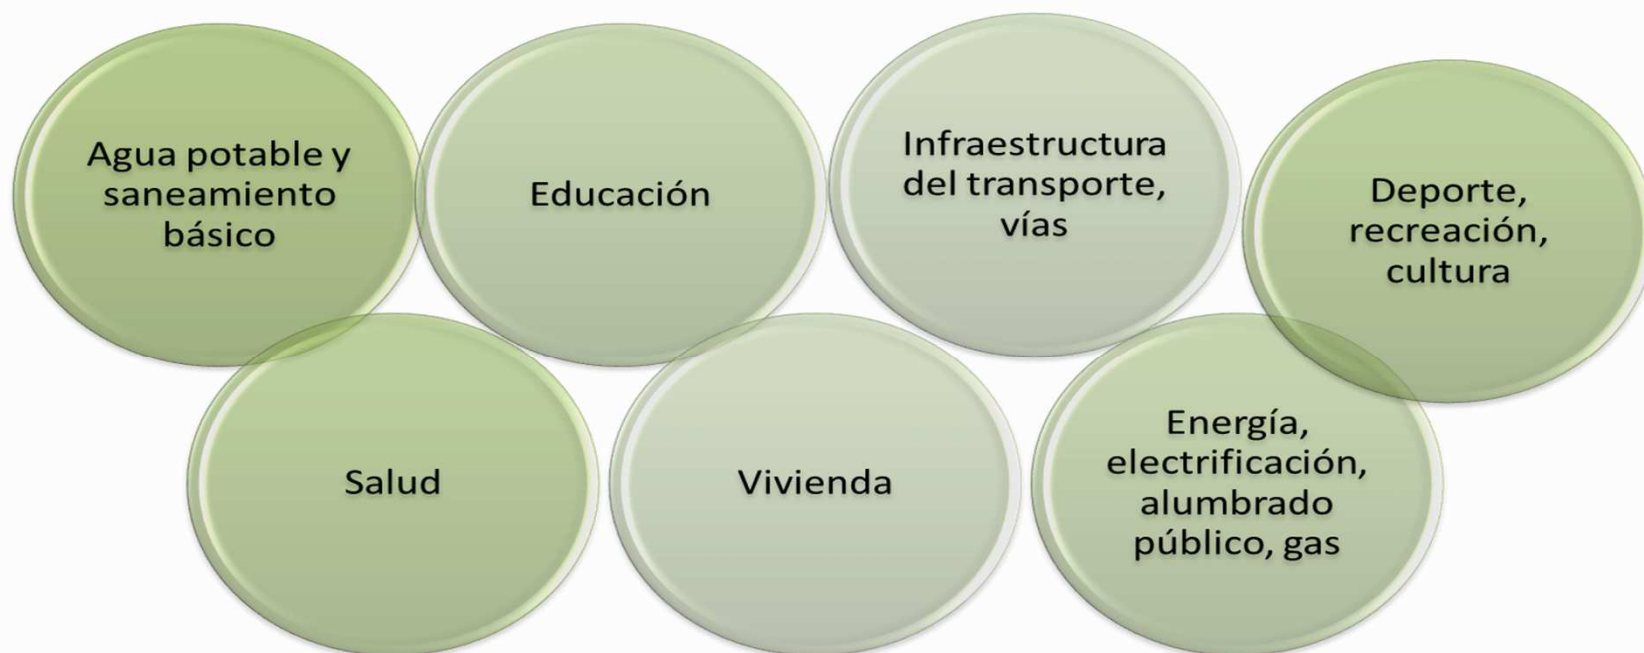 Agua potable y
saneamiento
básico
Educación
Infraestructura
del transporte,
vías
Deporte,
recreación,
cultura
Salud
Vivienda
Energía,
electrificación,
alumbrado
público, gas